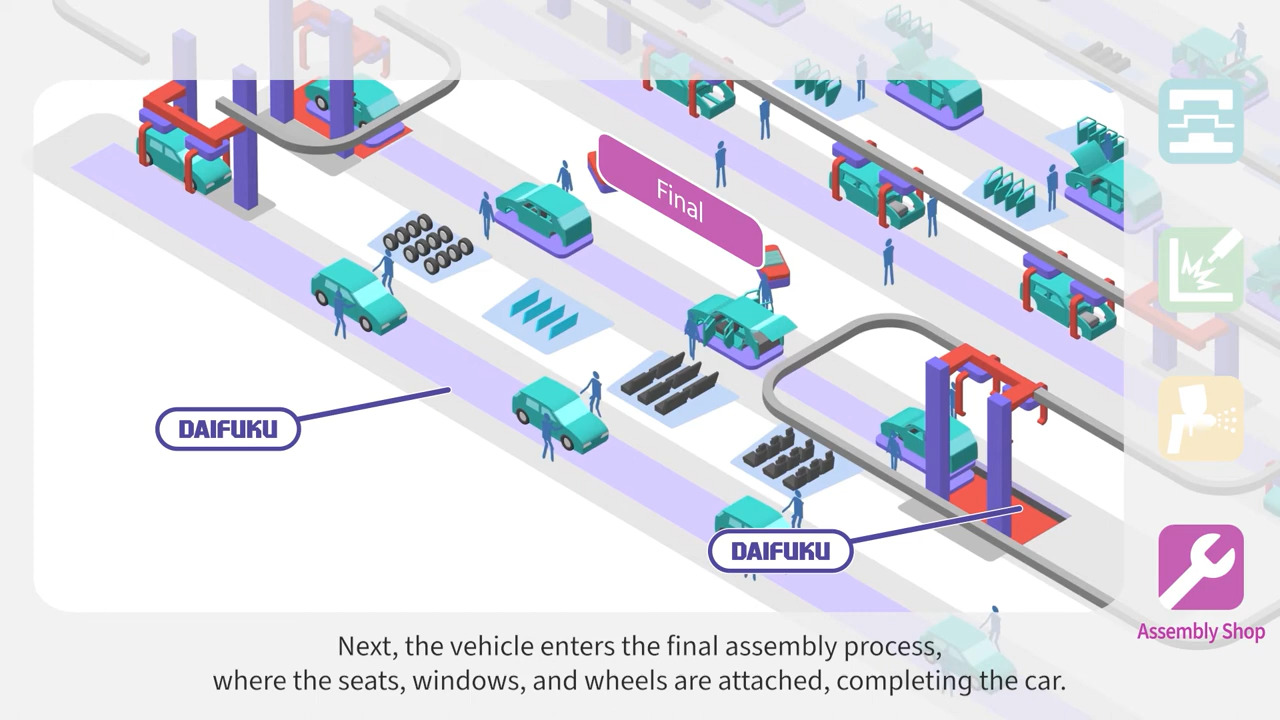 Final
DAIFUKU
DAIFUKU
Assembly Shop
Next, the vehicle enters the final assembly process,
where the seats, windows, and wheels are attached, completing the car.